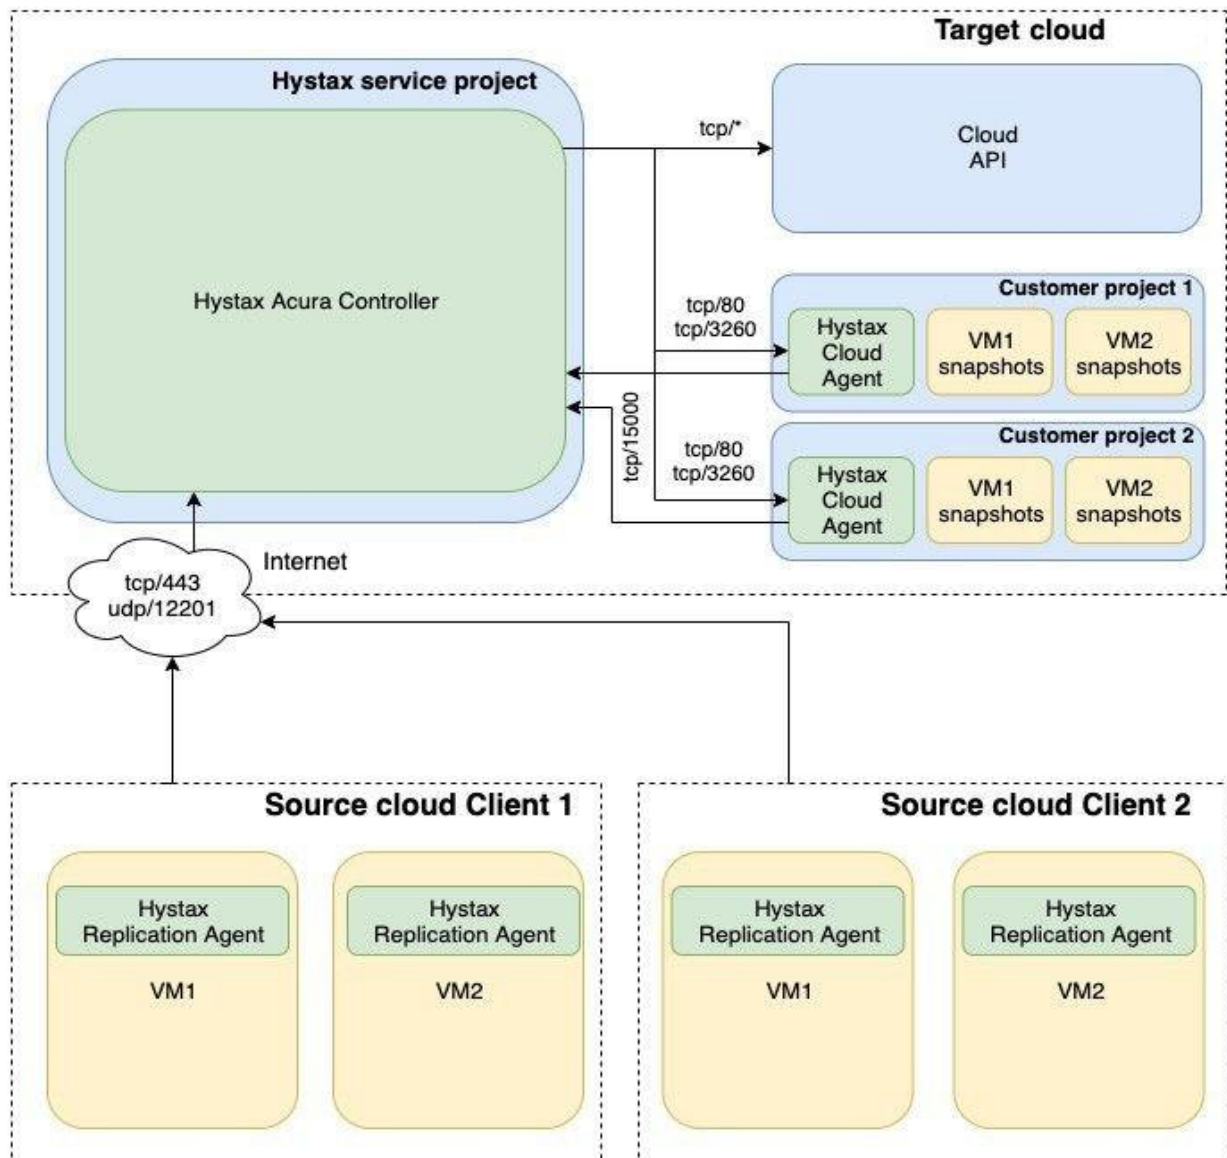 Target cloud
Hystax service project
Hystax Acura Controller
tcp/*
Cloud
API
Customer project 1
tcp/80
tcp/3260
Hystax
Cloud
Agent
VM1
snapshots
VM2
snapshots
tcp/15000
Customer project 2
tcp/80
tcp/3260
Hystax
Cloud
Agent
VM1
snapshots
VM2
snapshots
Internet
tcp/443
udp/12201
Source cloud Client 1
Hystax
Replication Agent
VM1
Hystax
Replication Agent
VM2
Source cloud Client 2
Hystax
Replication Agent
VM1
Hystax
Replication Agent
VM2